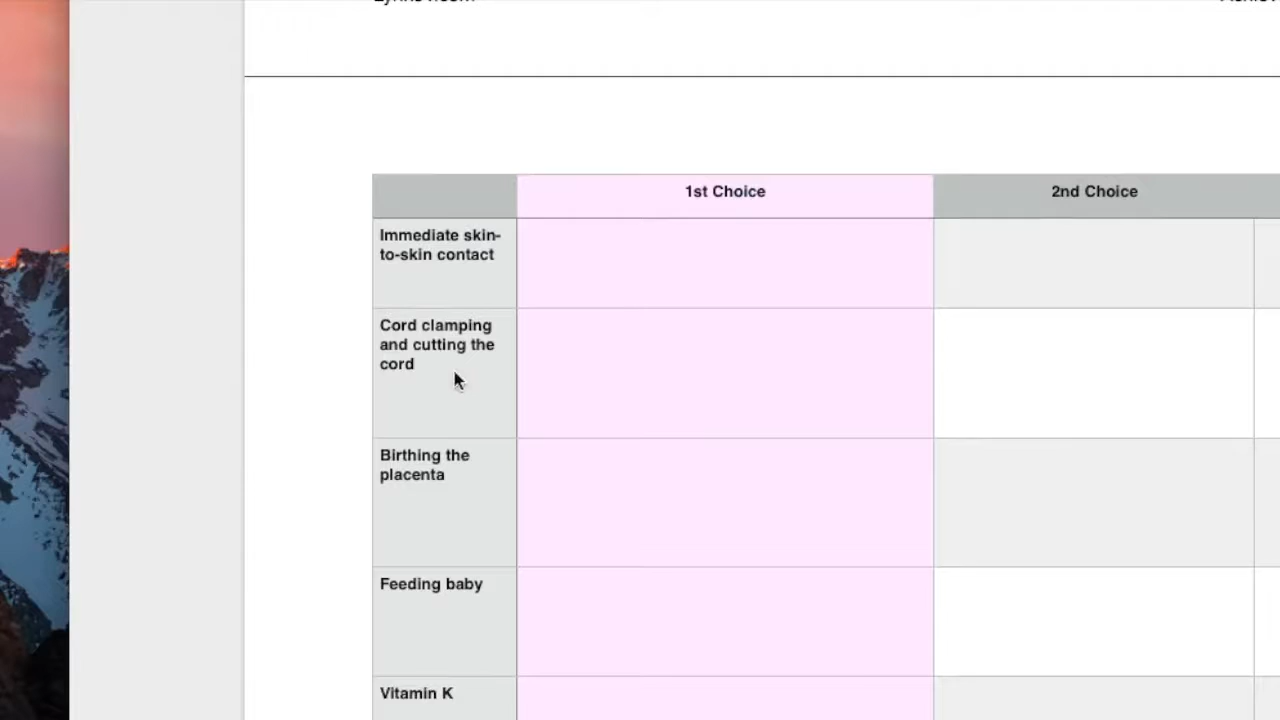 1st Choice
2nd Choice
Immediate skin-
to-skin contact
Cord clamping
and cutting the
cord
Birthing the
placenta
Feeding baby
Vitamin K